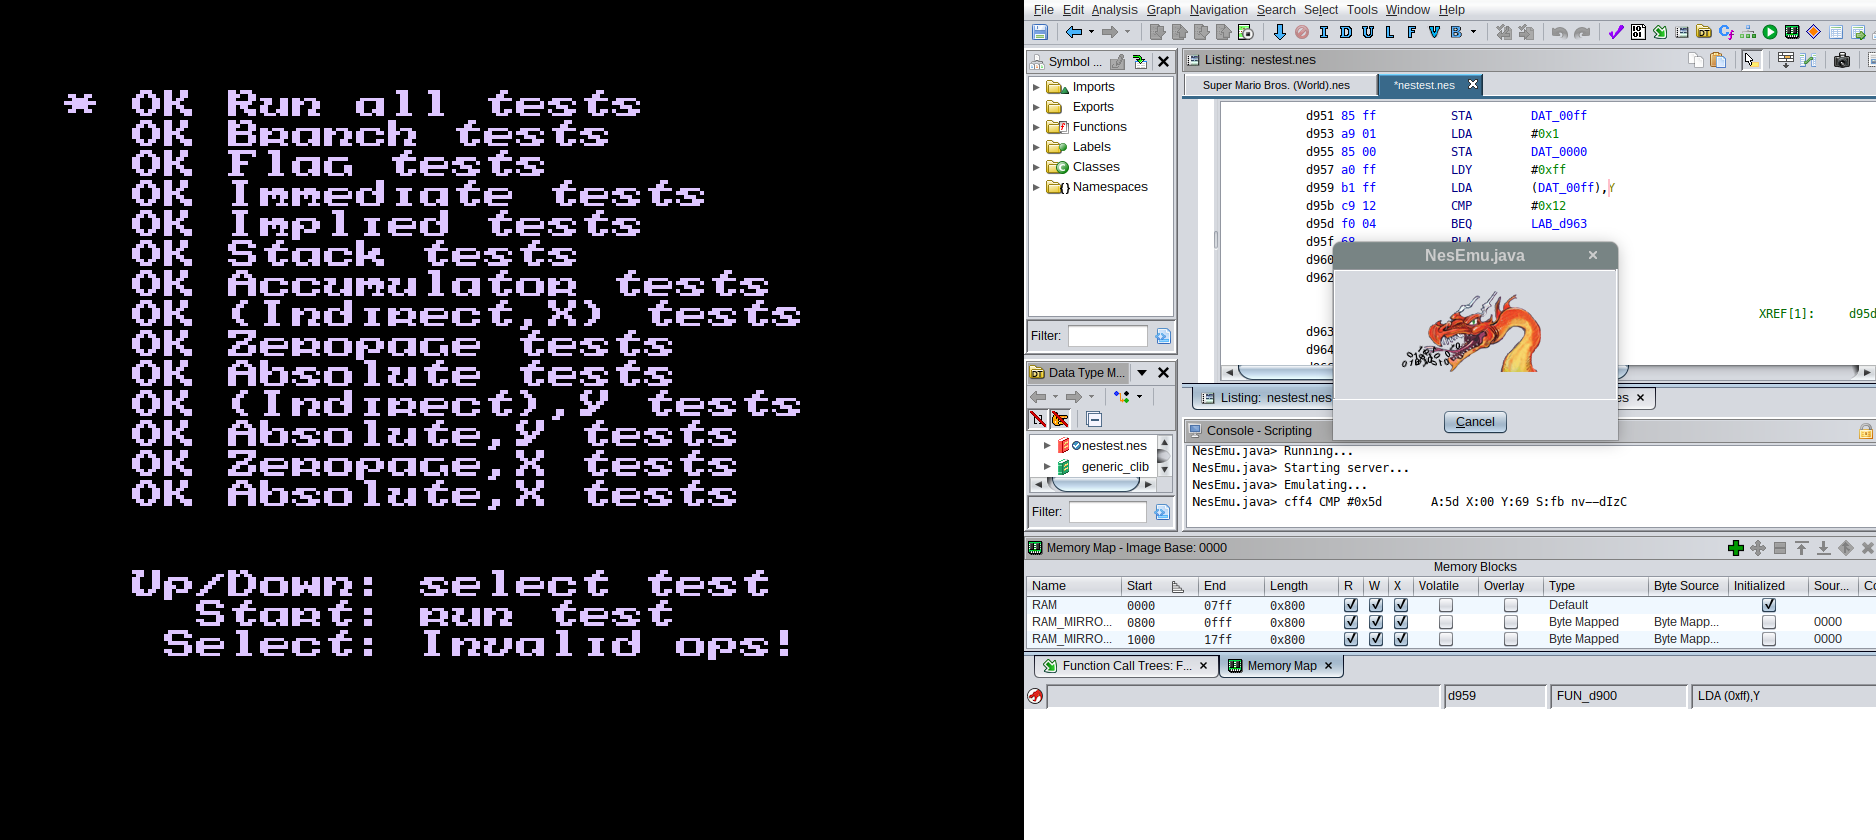 * OK Run all tests
OK Branch tests
OK Flag tests
OK Immediate tests
OK Implied tests
OK Stack tests
OK Accumulator tests
OK (Indirect,X) tests
OK Zeropage tests
OK Absolute tests
OK (Indirect),Y tests
OK Absolute,Y tests
OK Zeropage,X tests
OK Absolute,X tests
Up/Down: select test
Start: run test
Select: Invalid ops!
File Edit Analysis Graph Navigation Search Select Tools Window Help
I D U L F V B
Symbol ...
Imports
Exports
Functions
Labels
Classes
Namespaces
Filter:
Data Type M...
nestest.nes
generic_clib
Filter:
Listing: nestest.nes
Super Mario Bros. (World).nes *nestest.nes
d951 85 ff STA DAT_00ff
d953 a9 01 LDA #0x1
d955 85 00 STA DAT_0000
d957 a0 ff LDY #0xff
d959 b1 ff LDA (DAT_00ff),Y
d95b c9 12 CMP #0x12
d95d f0 04 BEQ LAB_d963
d95f 68 PLA
d960
d962
XREF[1]: d95d
d963
d964
NesEmu.java
Cancel
Listing: nestest.nes
Console - Scripting
NesEmu.java> Running...
NesEmu.java> Starting server...
NesEmu.java> Emulating...
NesEmu.java> cff4 CMP #0x5d A:5d X:00 Y:69 S:fb nv--dIzC
Memory Map - Image Base: 0000
Memory Blocks
Name Start End Length R W X Volatile Overlay Type Byte Source Initialized Sour... Co
RAM 0000 07ff 0x800 Default
RAM_MIRRO... 0800 0fff 0x800 Byte Mapped Byte Mapp... 0000
RAM_MIRRO... 1000 17ff 0x800 Byte Mapped Byte Mapp... 0000
Function Call Trees: F... Memory Map
d959 FUN_d900 LDA (0xff),Y